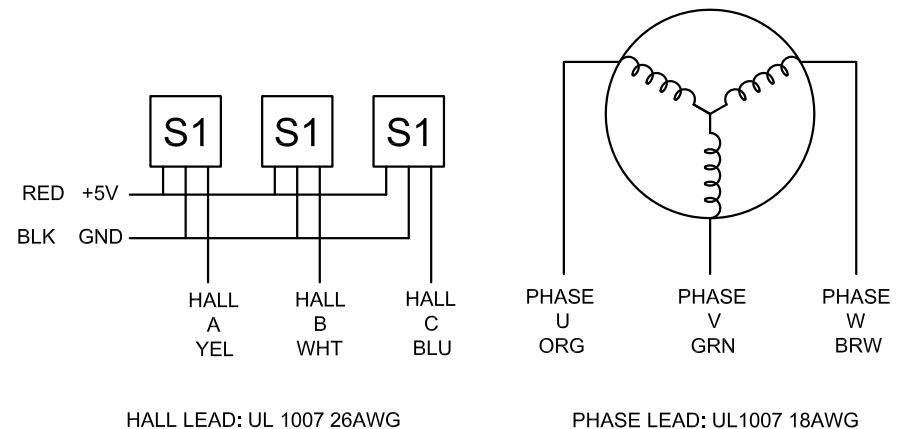 S1 S1 S1
RED +5V
BLK GND
HALL
A
YEL
HALL
B
WHT
HALL
C
BLU
PHASE
U
ORG
PHASE
V
GRN
PHASE
W
BRW
HALL LEAD: UL 1007 26AWG
PHASE LEAD: UL1007 18AWG